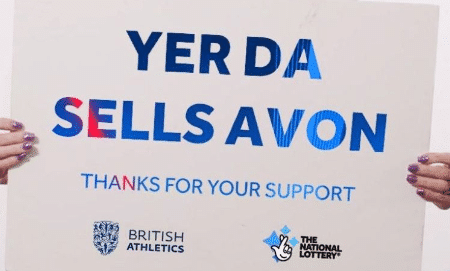 YER DA
SELLS AVON
THANKS FOR YOUR SUPPORT
BRITISH
ATHLETICS
THE
NATIONAL
LOTTERY®